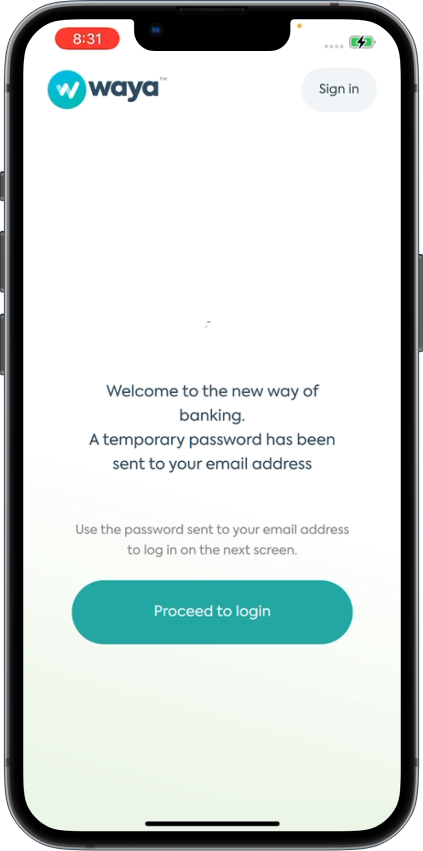 8:31
waya™
Sign in
Welcome to the new way of
banking.
A temporary password has been
sent to your email address
Use the password sent to your email address
to log in on the next screen.
Proceed to login